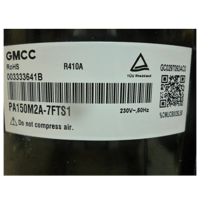 GMCC
RoHS R410A
003333641B
PA150M2A-7FTS1
230V~,60Hz
Do not compress air.